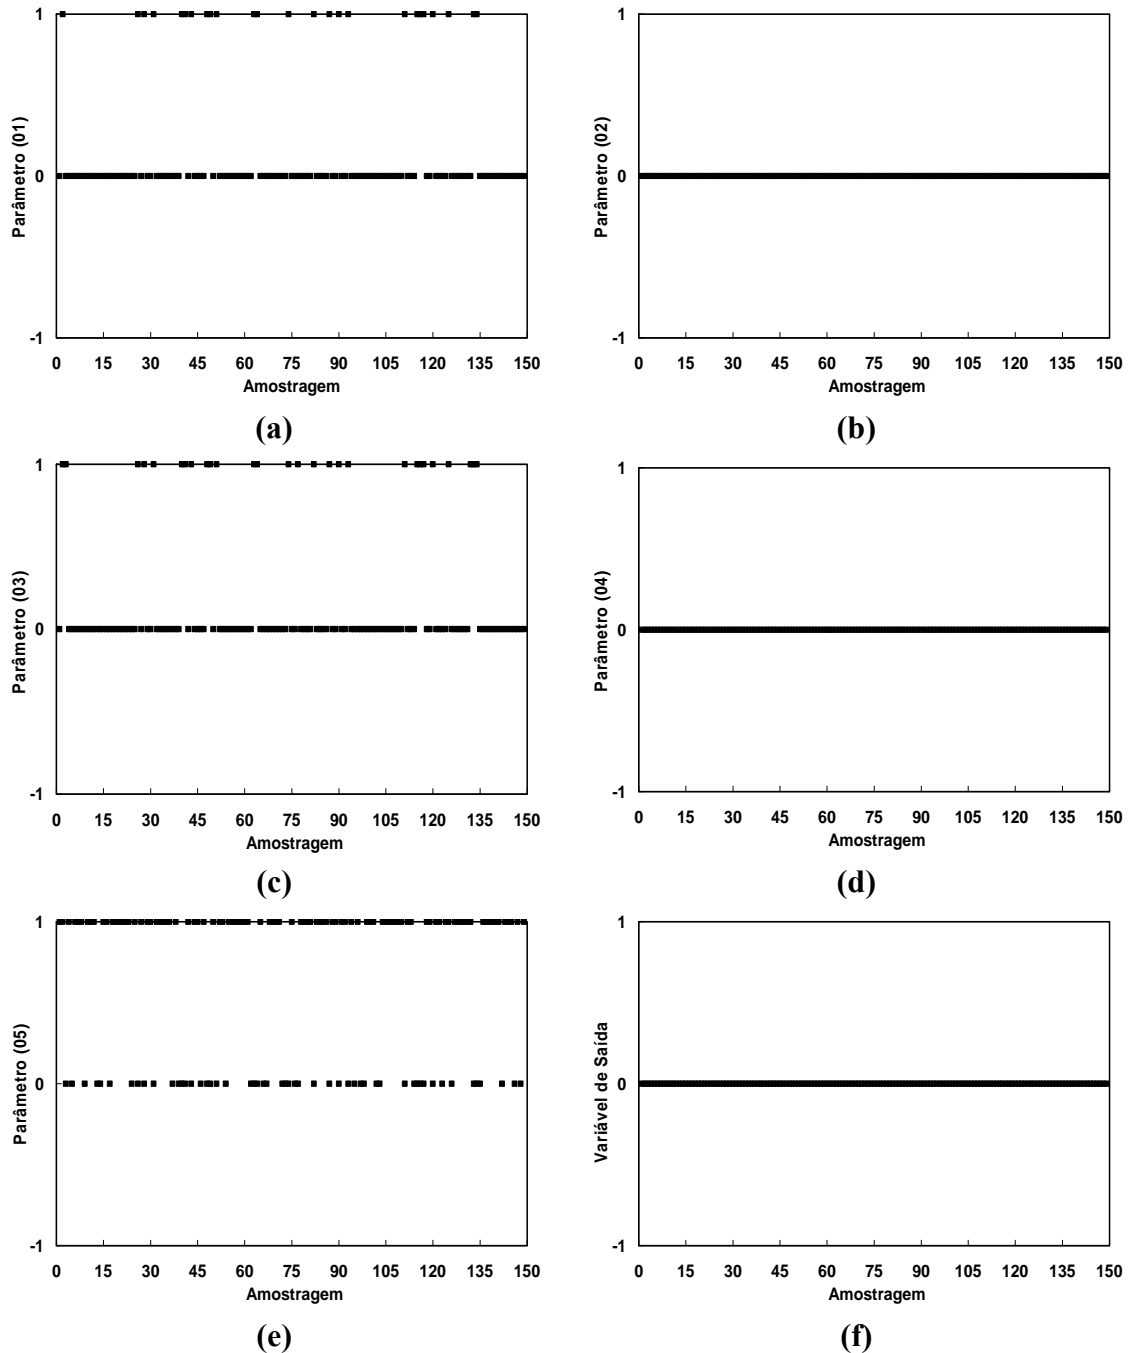 1
0
-1
Parâmetro (01)
0 15 30 45 60 75 90 105 120 135 150
Amostragem
(a)
1
0
-1
Parâmetro (02)
0 15 30 45 60 75 90 105 120 135 150
Amostragem
(b)
1
0
-1
Parâmetro (03)
0 15 30 45 60 75 90 105 120 135 150
Amostragem
(c)
1
0
-1
Parâmetro (04)
0 15 30 45 60 75 90 105 120 135 150
Amostragem
(d)
1
0
-1
Parâmetro (05)
0 15 30 45 60 75 90 105 120 135 150
Amostragem
(e)
1
0
-1
Variável de Saída
0 15 30 45 60 75 90 105 120 135 150
Amostragem
(f)